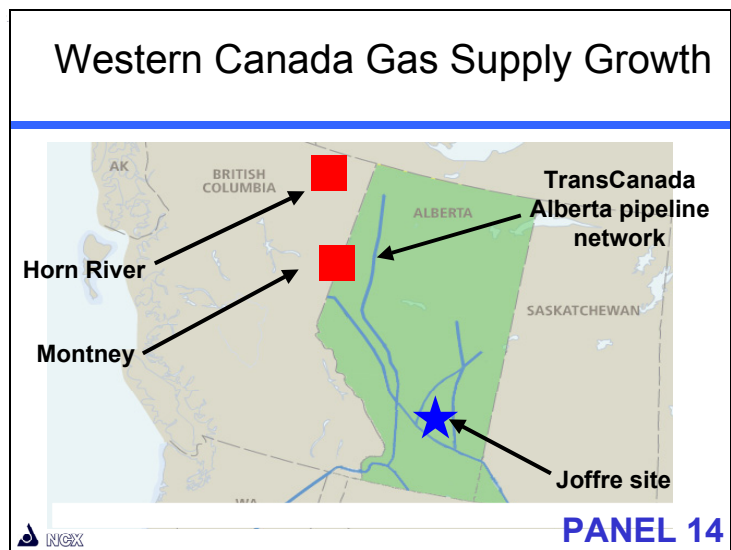 Western Canada Gas Supply Growth
AK
BRITISH
COLUMBIA
TransCanada
Alberta pipeline
network
ALBERTA
Horn River
SASKATCHEWAN
Montney
Joffre site
WA
NCX
PANEL 14